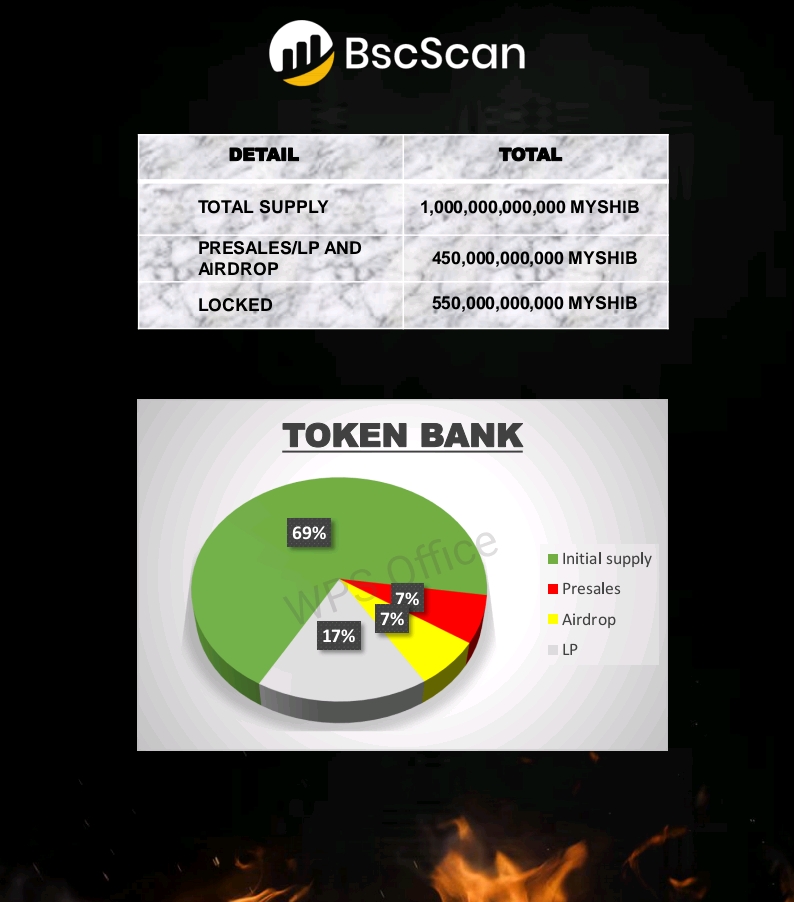 BscScan
DETAIL TOTAL
TOTAL SUPPLY 1,000,000,000,000 MYSHIB
PRESALES/LP AND
AIRDROP 450,000,000,000 MYSHIB
LOCKED 550,000,000,000 MYSHIB
TOKEN BANK
69%
7%
7%
17%
WPS Office
Initial supply
Presales
Airdrop
LP